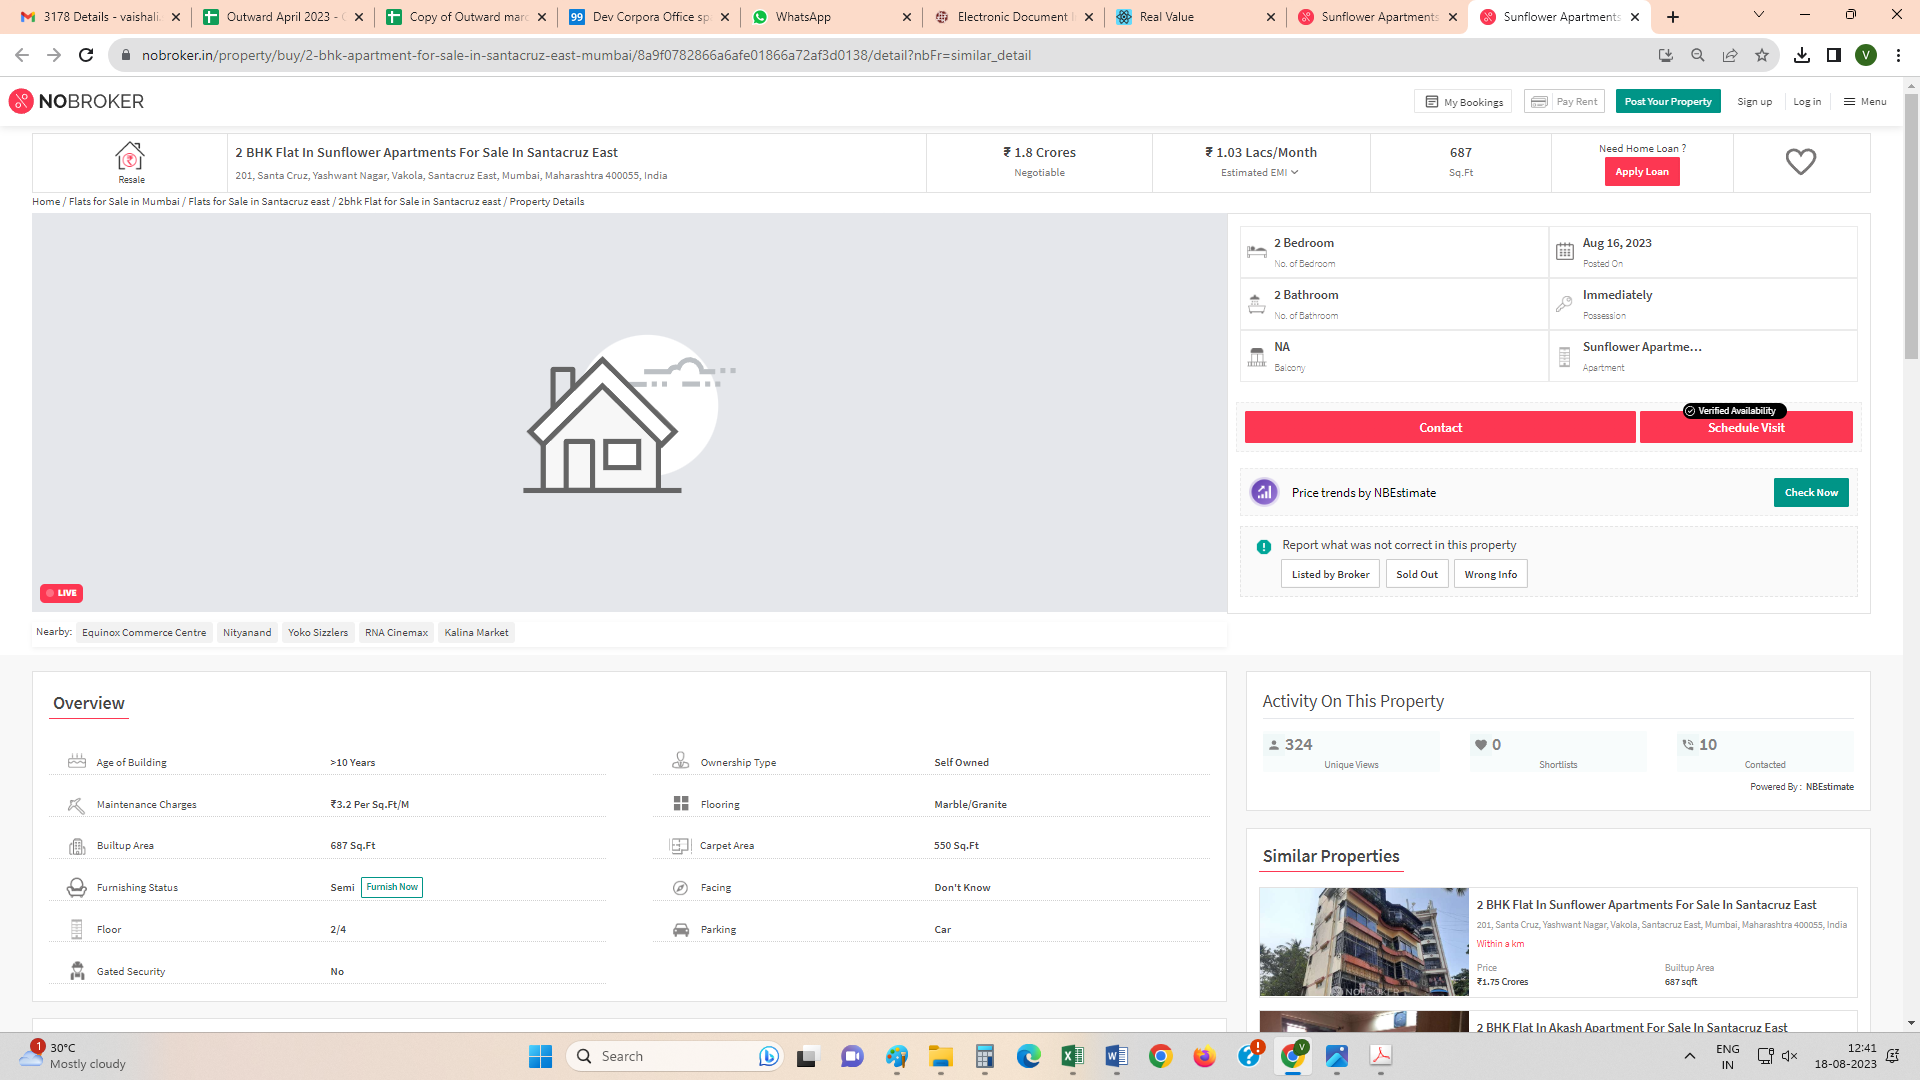 3178 Details - vaishali
Outward April 2023 -
Copy of Outward marc
99 Dev Corpora Office sp
WhatsApp
Electronic Document
Real Value
Sunflower Apartments
Sunflower Apartments
nobroker.in/property/buy/2-bhk-apartment-for-sale-in-santacruz-east-mumbai/8a9f0782866a6afe01866a72af3d0138/detail?nbFr=similar_detail
V
NOBROKER
My Bookings
Pay Rent
Post Your Property
Sign up
Log in
Menu
Resale
2 BHK Flat In Sunflower Apartments For Sale In Santacruz East
201, Santa Cruz, Yashwant Nagar, Vakola, Santacruz East, Mumbai, Maharashtra 400055, India
₹ 1.8 Crores
Negotiable
₹ 1.03 Lacs/Month
Estimated EMI
687
Sq.Ft
Need Home Loan ?
Apply Loan
Home / Flats for Sale in Mumbai / Flats for Sale in Santacruz east / 2bhk Flat for Sale in Santacruz east / Property Details
LIVE
2 Bedroom
No. of Bedroom
Aug 16, 2023
Posted On
2 Bathroom
No. of Bathroom
Immediately
Possession
NA
Balcony
Sunflower Apartme...
Apartment
Verified Availability
Contact
Schedule Visit
Price trends by NBEstimate
Check Now
Report what was not correct in this property
Listed by Broker
Sold Out
Wrong Info
Nearby: Equinox Commerce Centre Nityanand Yoko Sizzlers RNA Cinemax Kalina Market
Overview
Age of Building >10 Years
Ownership Type Self Owned
Maintenance Charges ₹3.2 Per Sq.Ft/M
Flooring Marble/Granite
Builtup Area 687 Sq.Ft
Carpet Area 550 Sq.Ft
Furnishing Status Semi Furnish Now
Facing Don't Know
Floor 2/4
Parking Car
Gated Security No
Activity On This Property
324
Unique Views
0
Shortlists
10
Contacted
Powered By : NBEstimate
Similar Properties
NOBROKER
2 BHK Flat In Sunflower Apartments For Sale In Santacruz East
201, Santa Cruz, Yashwant Nagar, Vakola, Santacruz East, Mumbai, Maharashtra 400055, India
Within a km
Price Builtup Area
₹1.75 Crores 687 sqft
2 BHK Flat In Akash Apartment For Sale In Santacruz East
1
30°C
Mostly cloudy
Search
V
ENG
IN
12:41
18-08-2023